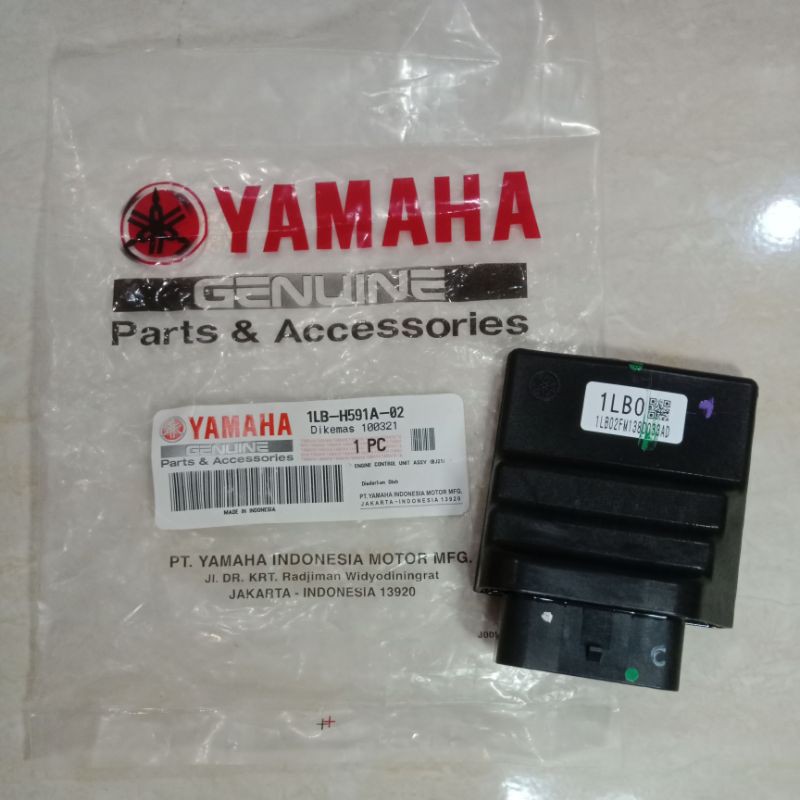 YAMAHA
GENUINE
Parts & Accessories
YAMAHA
GENUINE
Parts & Accessories
MADE IN INDONESIA
1LB-H591A-02
Dikemas 100321
1 PC
ENGINE CONTROL UNIT ASSY (BJ21)
PT.YAMAHA INDONESIA MOTOR MFG.
JAKARTA-INDONESIA 13920
PT. YAMAHA INDONESIA MOTOR MFG.
Jl. DR. KRT. Radjiman Widyodiningrat
JAKARTA - INDONESIA 13920
1LB0
F
C